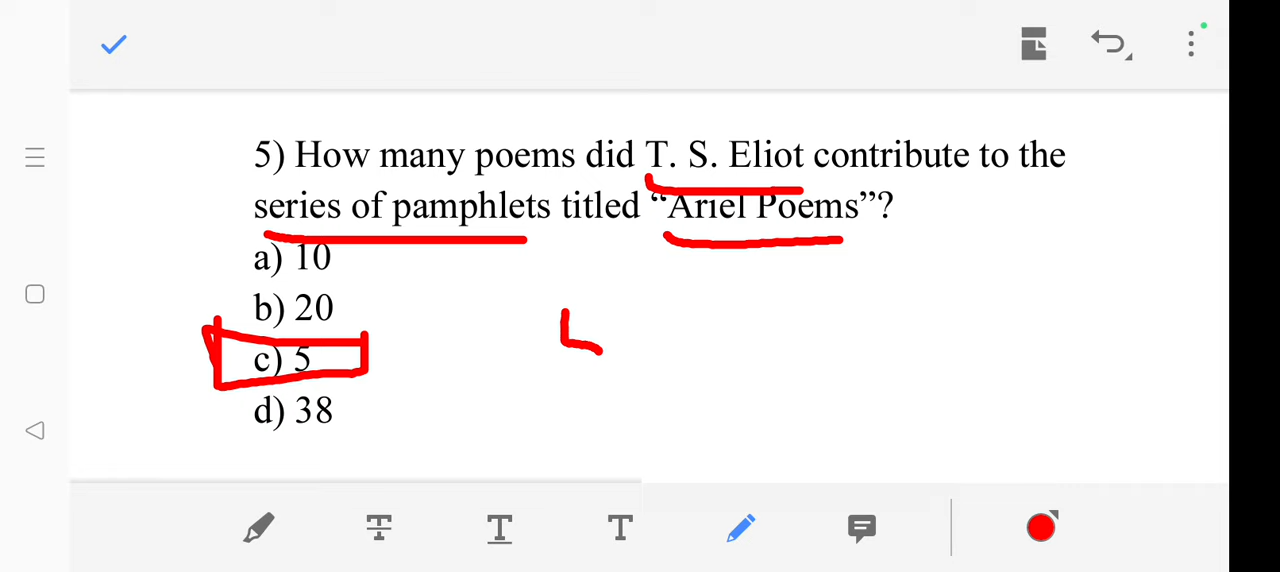 5) How many poems did T. S. Eliot contribute to the
series of pamphlets titled “Ariel Poems”?
a) 10
b) 20
c) 5
d) 38
T
T
T